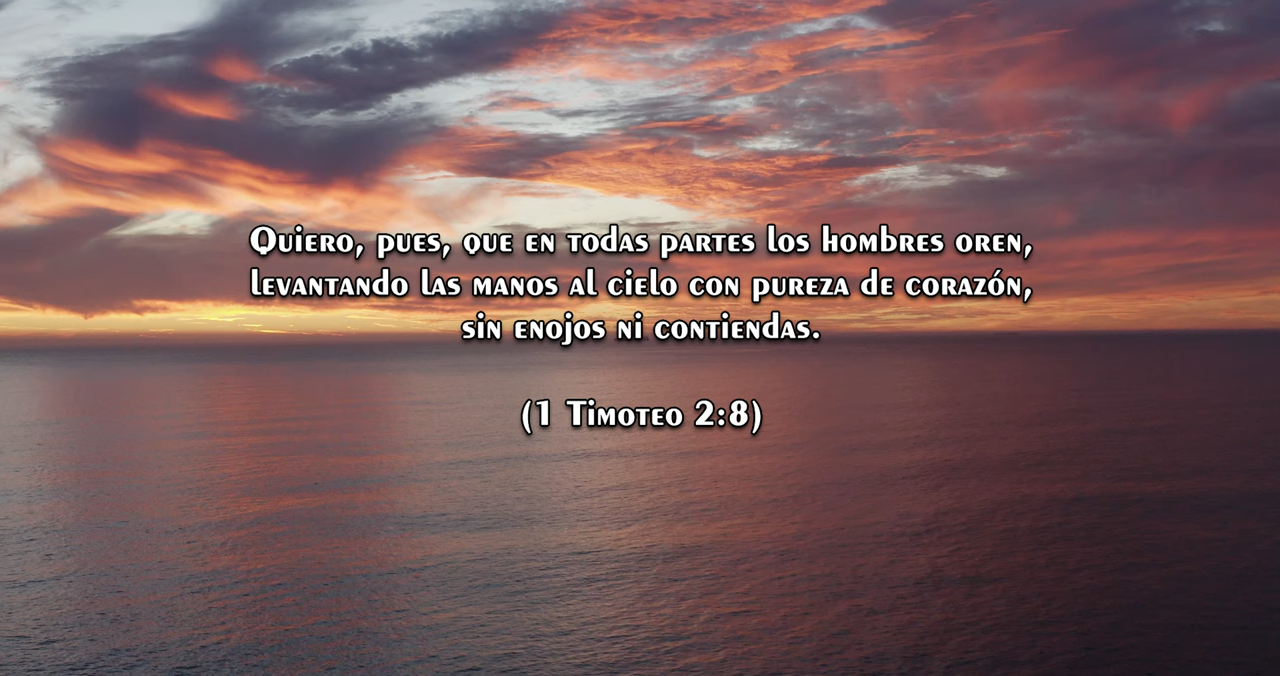 Quiero, pues, que en todas partes los hombres oren,
levantando las manos al cielo con pureza de corazón,
sin enojos ni contiendas.
(1 Timoteo 2:8)